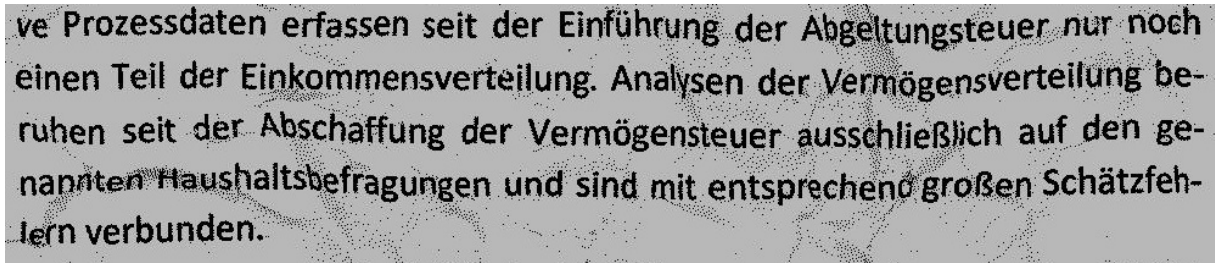 ve Prozessdaten erfassen seit der Einführung der Abgeltungsteuer nur noch
einen Teil der Einkommensverteilung. Analysen der Vermögensverteilung be-
ruhen seit der Abschaffung der Vermögensteuer ausschließlich auf den ge-
nannten Haushaltsbefragungen und sind mit entsprechend großen Schätzfeh-
lern verbunden.